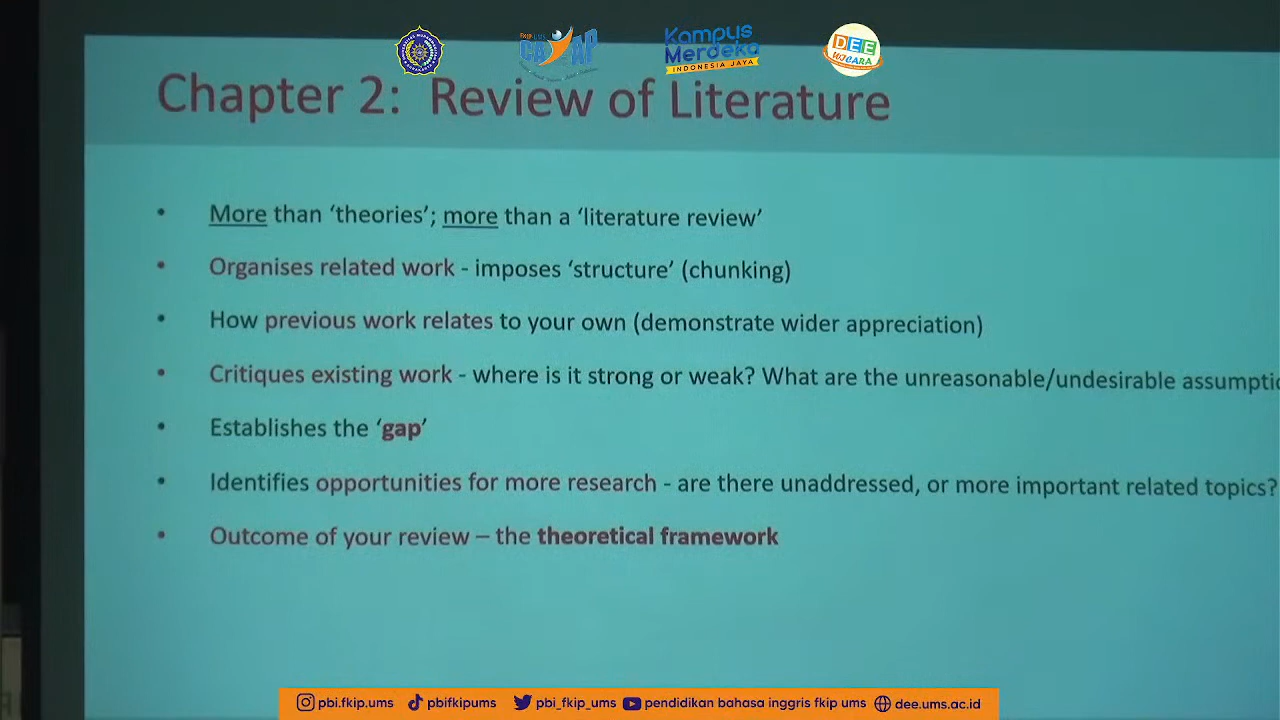 FKIP-UMS
Kampus
Merdeka
INDONESIA JAYA
DEE
WICARA
Chapter 2: Review of Literature
• More than ‘theories’; more than a ‘literature review’
• Organises related work - imposes ‘structure’ (chunking)
• How previous work relates to your own (demonstrate wider appreciation)
• Critiques existing work - where is it strong or weak? What are the unreasonable/undesirable
• Establishes the ‘gap’
• Identifies opportunities for more research - are there unaddressed, or more important related topics?
• Outcome of your review – the theoretical framework
pbi.fkip.ums pbifkipums pbi_fkip_ums pendidikan bahasa inggris fkip ums dee.ums.ac.id